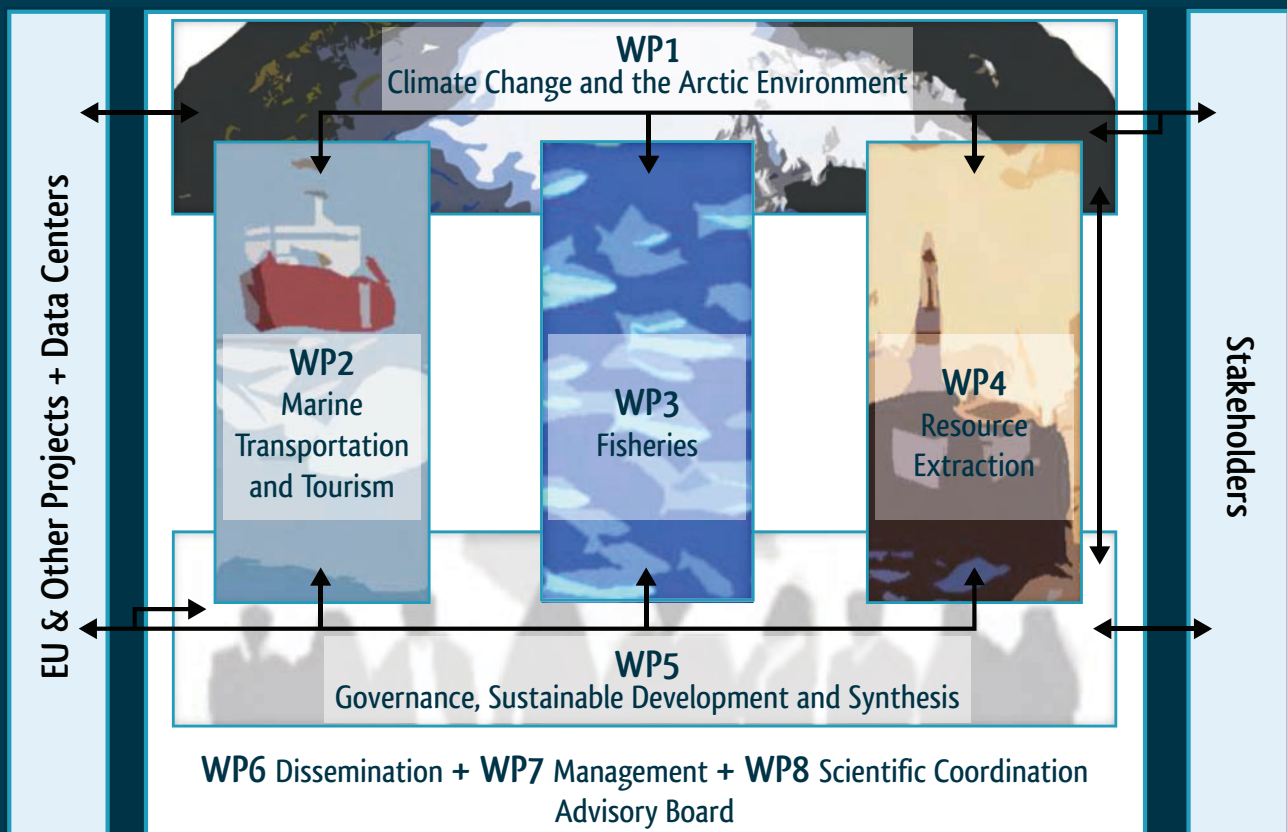 EU & Other Projects + Data Centers
WP1
Climate Change and the Arctic Environment
WP2
Marine
Transportation
and Tourism
WP3
Fisheries
WP4
Resource
Extraction
Stakeholders
WP5
Governance, Sustainable Development and Synthesis
WP6 Dissemination + WP7 Management + WP8 Scientific Coordination
Advisory Board